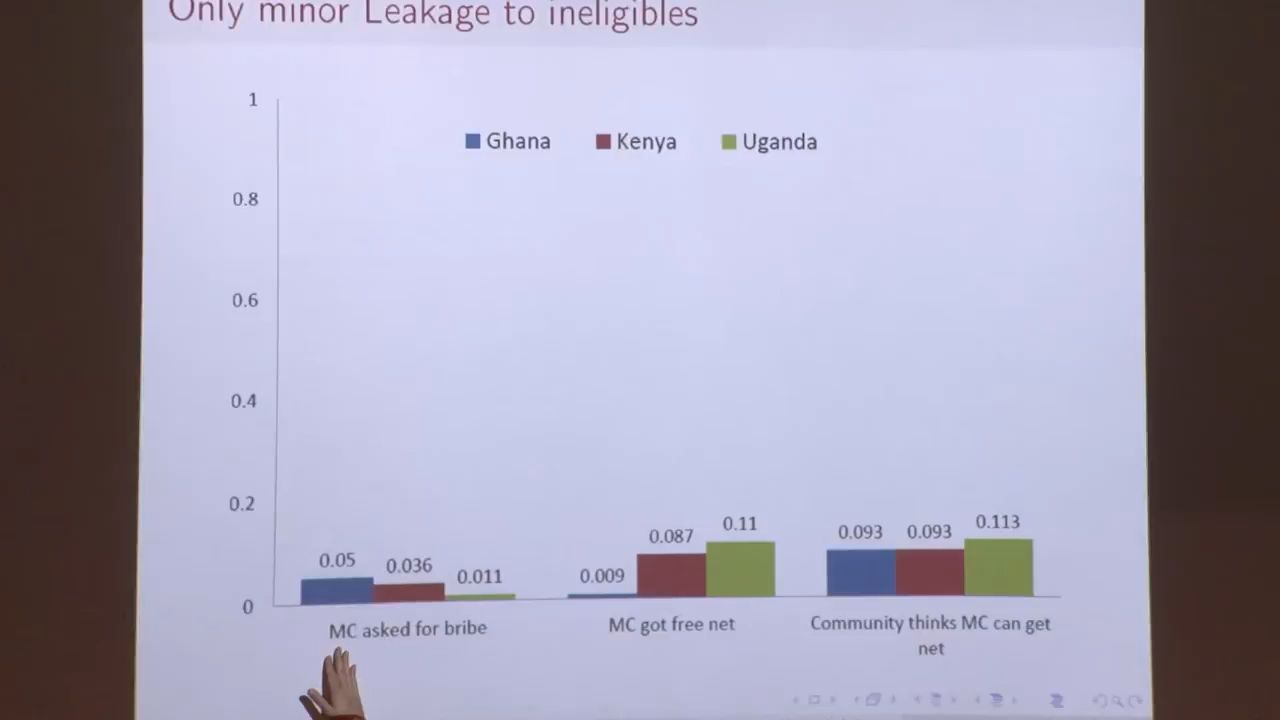 Only minor Leakage to ineligibles
1
Ghana Kenya Uganda
0.8
0.6
0.4
0.2
0
0.05 0.036 0.011
0.009 0.087 0.11
0.093 0.093 0.113
MC asked for bribe
MC got free net
Community thinks MC can get
net